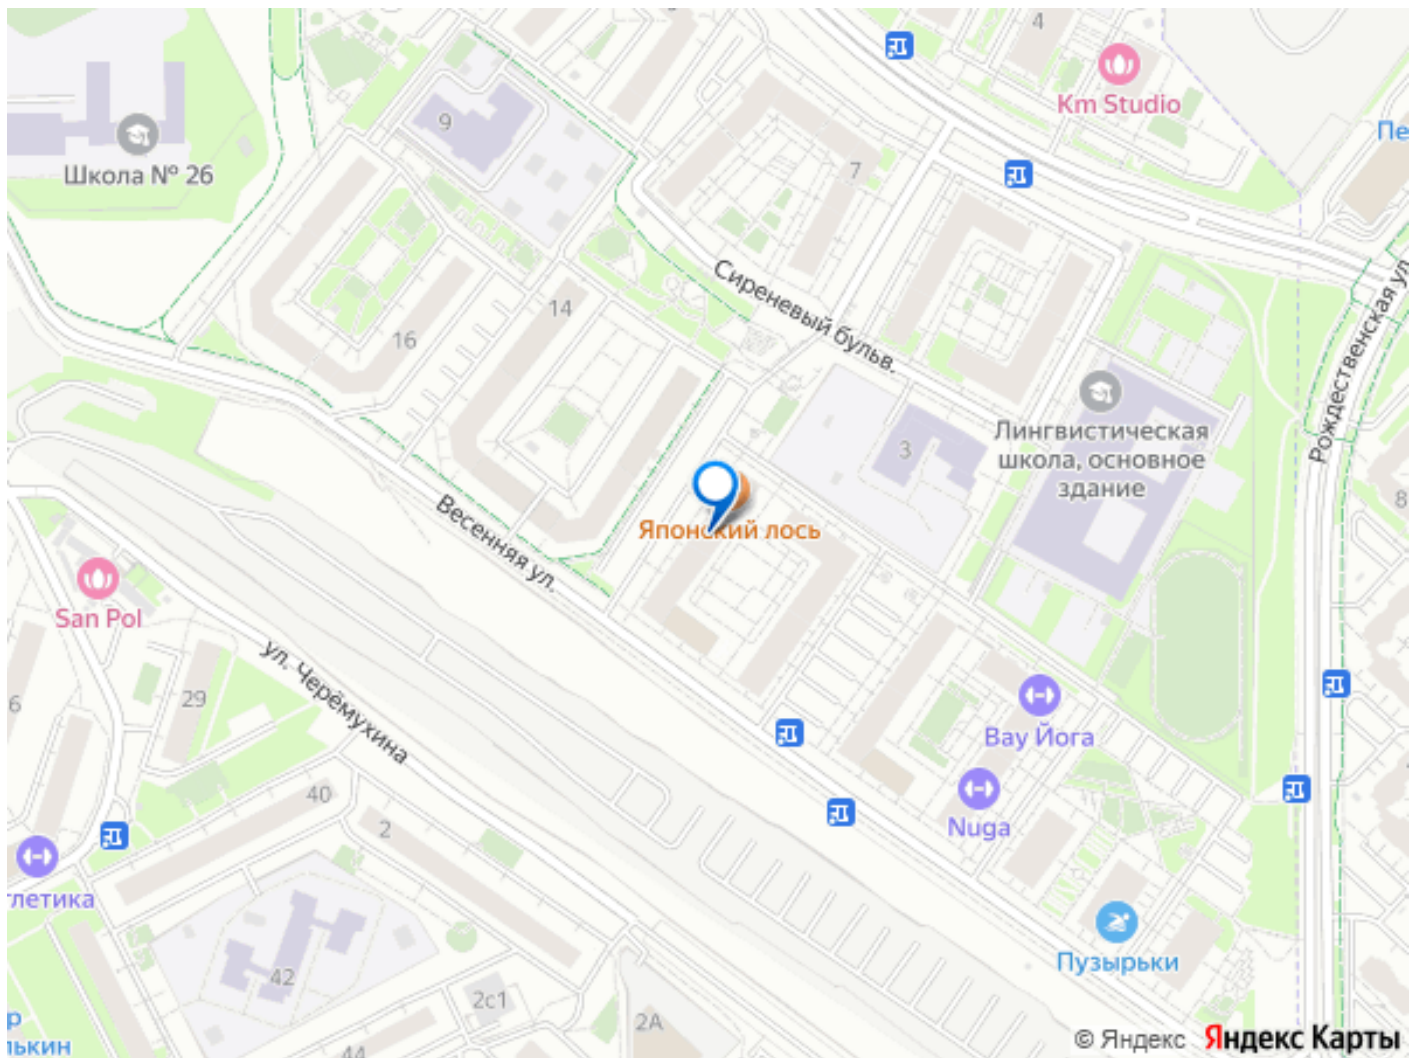 4
Km Studio
Пе
9
Школа № 26
7
Сиреневый бульв.
14
16
Рождественская ул.
Лингвистическая
школа, основное
здание
3
8
Весенняя ул.
Японский лось
San Pol
ул. Черёмухина
29
6
Вау Йога
40
2
Nuga
тлетика
Пузырьки
42
2с1
2А
р
лькин
44
© Яндекс Яндекс Карты